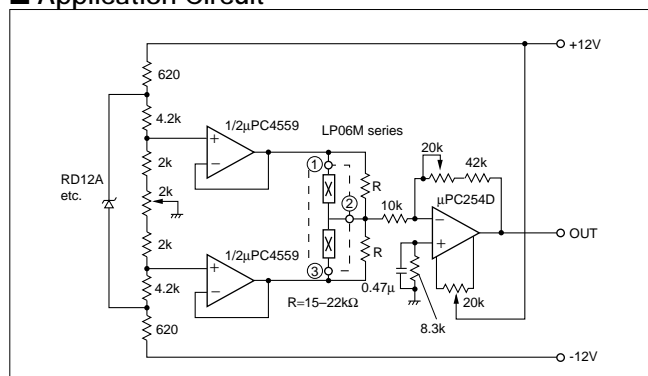 ■ Application Circuit
+12V
620
4.2k
1/2μPC4559
LP06M series
2k
20k
42k
RD12A
etc.
2k
①
R
②
10k
μPC254D
2k
1/2μPC4559
R
OUT
4.2k
③
0.47μ
20k
R=15–22kΩ
8.3k
620
-12V